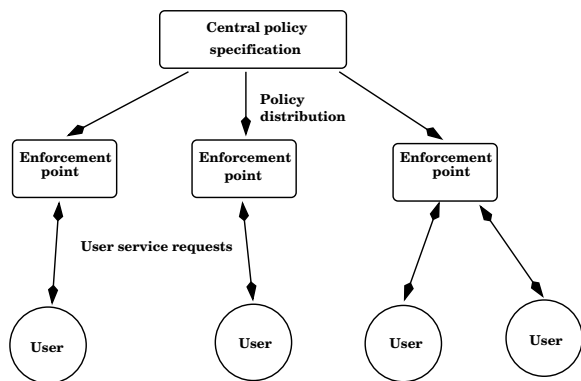 Central policy
specification
Policy
distribution
Enforcement
point
Enforcement
point
Enforcement
point
User service requests
User
User
User
User